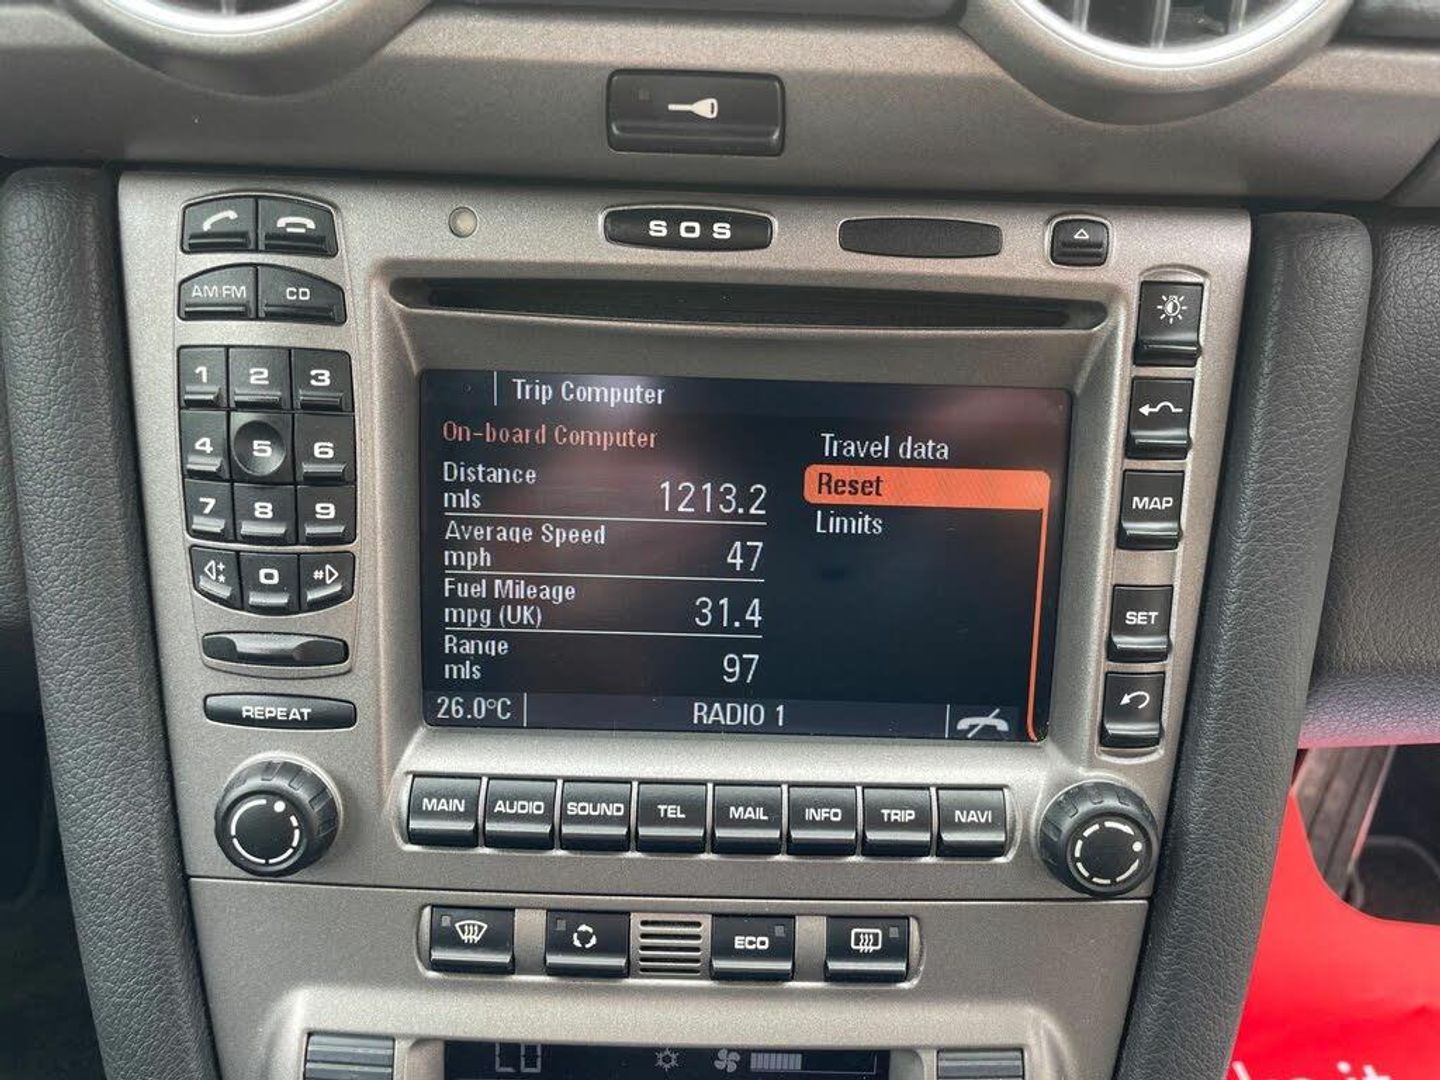 SOS
AM FM
CD
1
2
3
4
5
6
7
8
9
*
0
#
REPEAT
Trip Computer
On-board Computer
Distance
mls
1213.2
Average Speed
mph
47
Fuel Mileage
mpg (UK)
31.4
Range
mls
97
Travel data
Reset
Limits
26.0°C
RADIO 1
MAP
SET
MAIN
AUDIO
SOUND
TEL
MAIL
INFO
TRIP
NAVI
ECO
LO